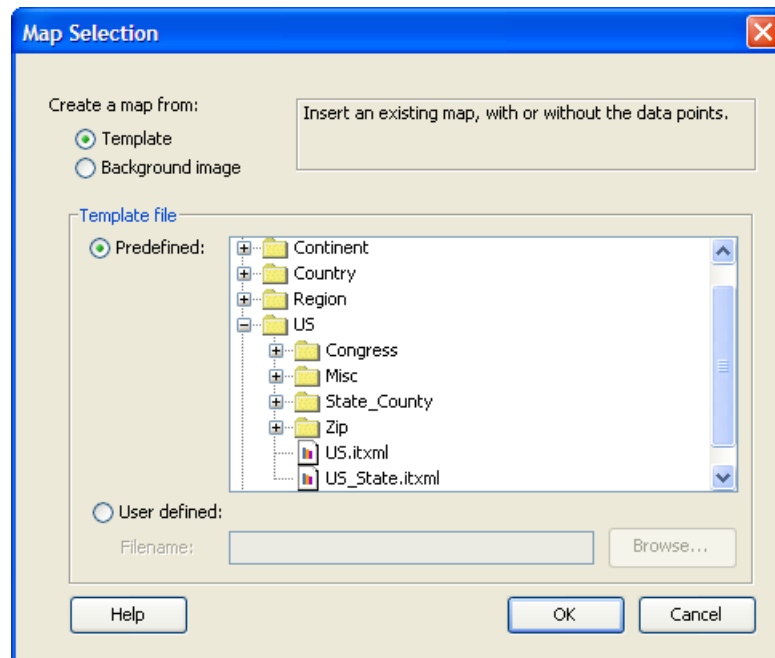 Map Selection
Create a map from:
Template
Background image
Insert an existing map, with or without the data points.
Template file
Predefined:
Continent
Country
Region
US
Congress
Misc
State_County
Zip
US.itxml
US_State.itxml
User defined:
Filename:
Browse...
Help
OK
Cancel